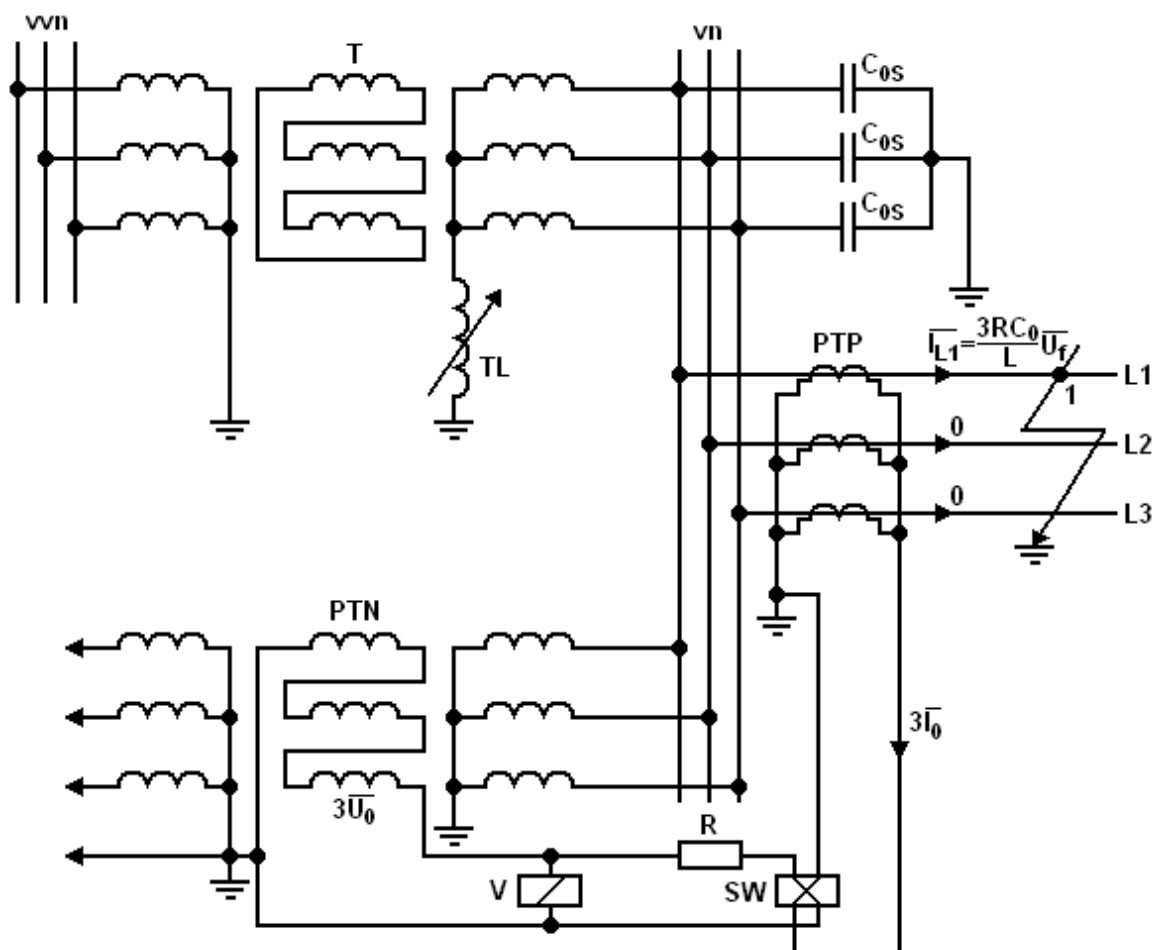 vvn
T
vn
C0S
C0S
C0S
TL
PTP
IL1=3RC0/L Uf
L1
1
0
L2
0
L3
PTN
3I0
3U0
R
V
SW